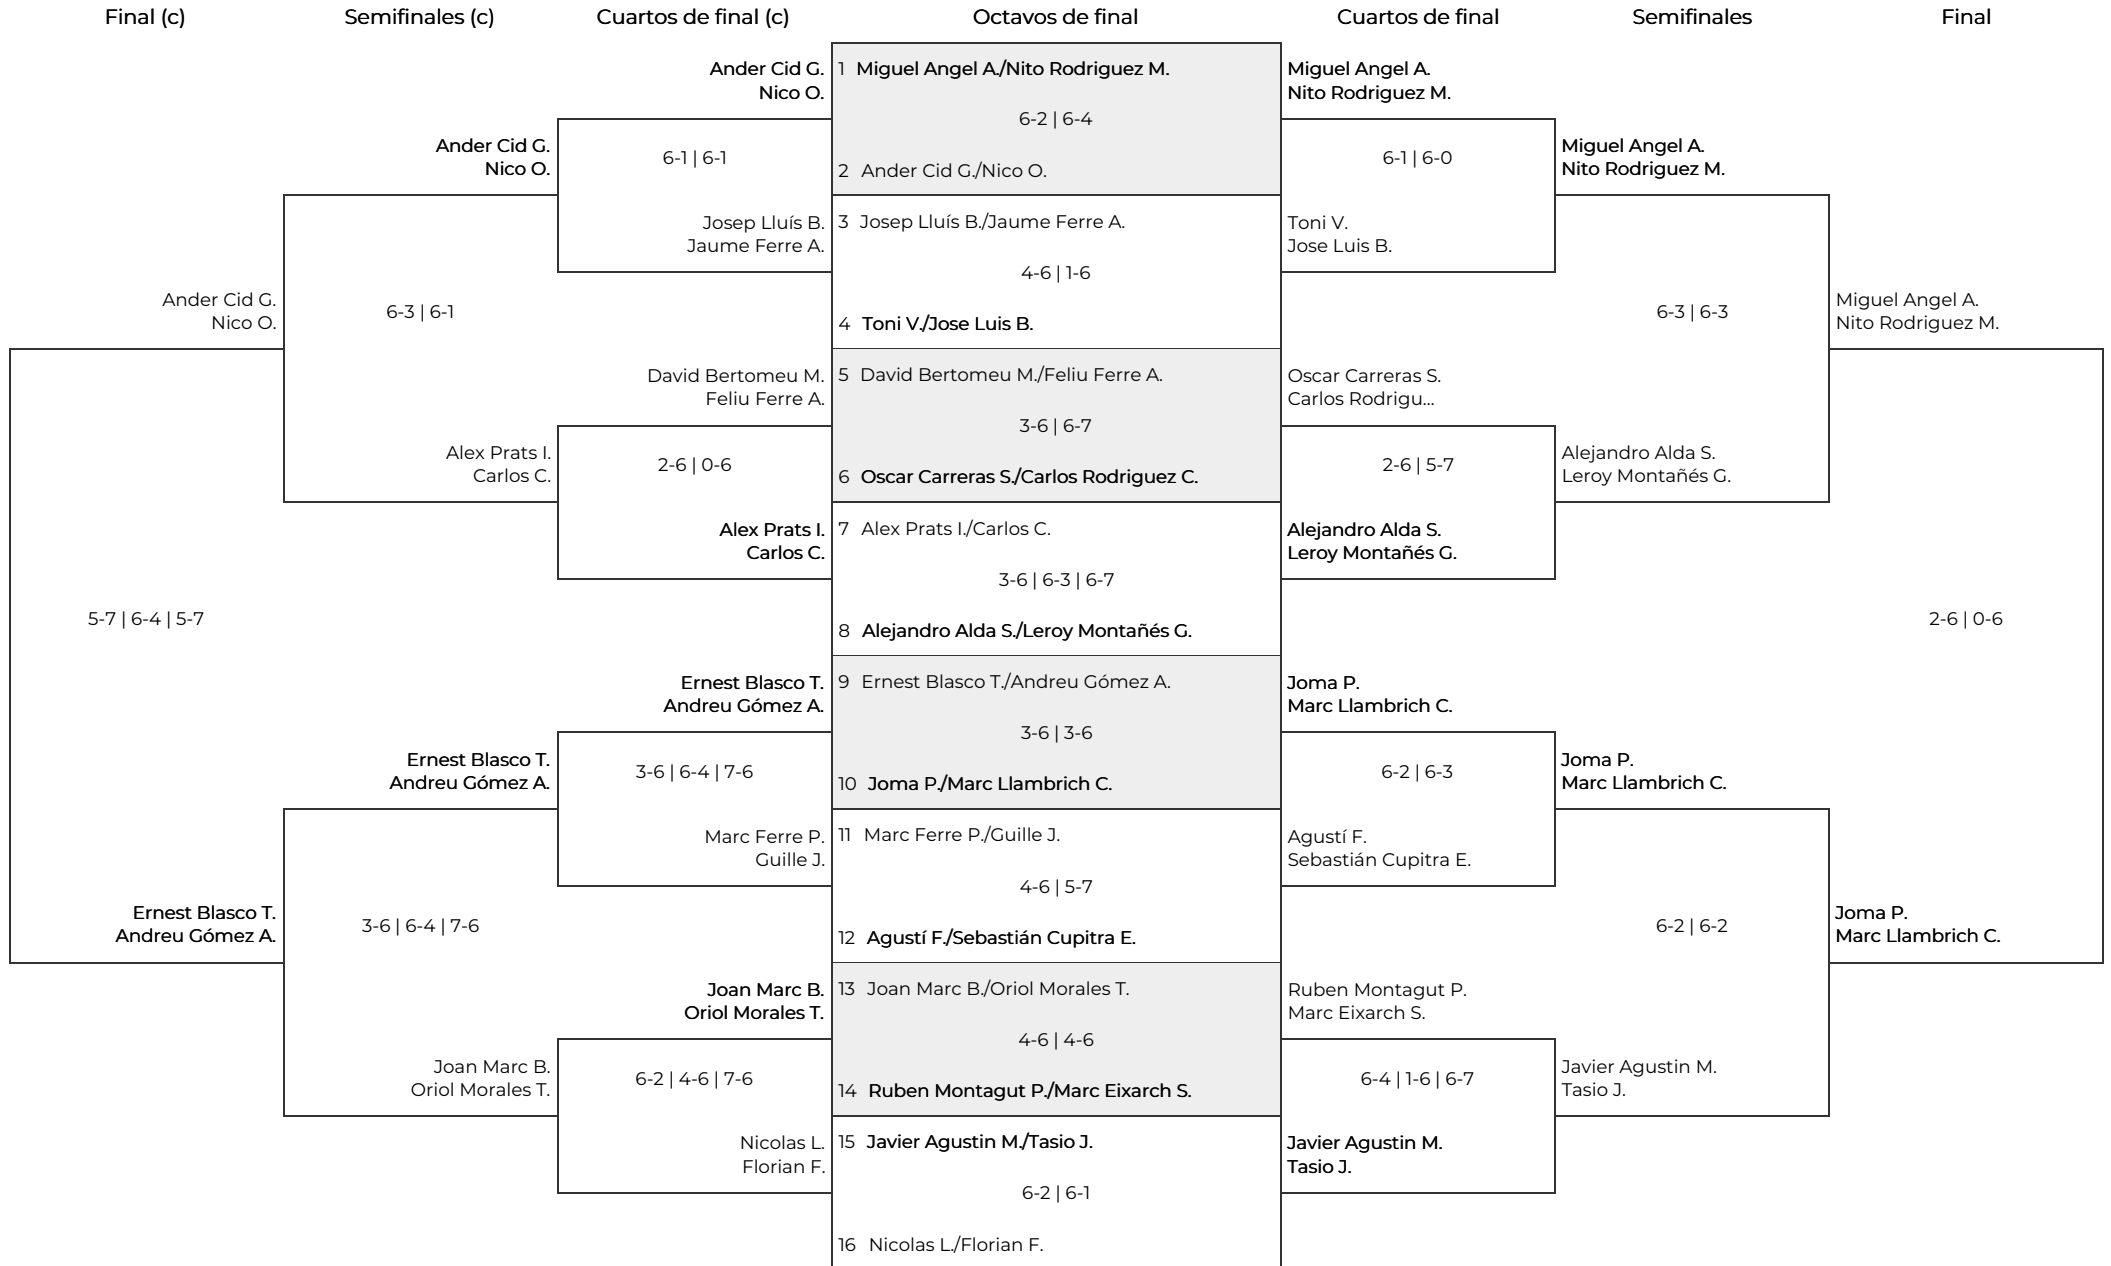 Final (c)
Semifinales (c)
Cuartos de final (c)
Octavos de final
Cuartos de final
Semifinales
Final
Ander Cid G.
Nico O.
Ernest Blasco T.
Andreu Gómez A.
5-7 | 6-4 | 5-7
Ander Cid G.
Nico O.
6-3 | 6-1
Alex Prats I.
Carlos C.
Ernest Blasco T.
Andreu Gómez A.
3-6 | 6-4 | 7-6
Joan Marc B.
Oriol Morales T.
Ander Cid G.
Nico O.
6-1 | 6-1
Josep Lluís B.
Jaume Ferre A.
David Bertomeu M.
Feliu Ferre A.
2-6 | 0-6
Alex Prats I.
Carlos C.
Ernest Blasco T.
Andreu Gómez A.
3-6 | 6-4 | 7-6
Marc Ferre P.
Guille J.
Joan Marc B.
Oriol Morales T.
6-2 | 4-6 | 7-6
Nicolas L.
Florian F.
1 Miguel Angel A./Nito Rodriguez M.
6-2 | 6-4
2 Ander Cid G./Nico O.
3 Josep Lluís B./Jaume Ferre A.
4-6 | 1-6
4 Toni V./Jose Luis B.
5 David Bertomeu M./Feliu Ferre A.
3-6 | 6-7
6 Oscar Carreras S./Carlos Rodriguez C.
7 Alex Prats I./Carlos C.
3-6 | 6-3 | 6-7
8 Alejandro Alda S./Leroy Montañés G.
9 Ernest Blasco T./Andreu Gómez A.
3-6 | 3-6
10 Joma P./Marc Llambrich C.
11 Marc Ferre P./Guille J.
4-6 | 5-7
12 Agustí F./Sebastián Cupitra E.
13 Joan Marc B./Oriol Morales T.
4-6 | 4-6
14 Ruben Montagut P./Marc Eixarch S.
15 Javier Agustin M./Tasio J.
6-2 | 6-1
16 Nicolas L./Florian F.
Miguel Angel A.
Nito Rodriguez M.
6-1 | 6-0
Toni V.
Jose Luis B.
Oscar Carreras S.
Carlos Rodrigu...
2-6 | 5-7
Alejandro Alda S.
Leroy Montañés G.
Joma P.
Marc Llambrich C.
6-2 | 6-3
Agustí F.
Sebastián Cupitra E.
Ruben Montagut P.
Marc Eixarch S.
6-4 | 1-6 | 6-7
Javier Agustin M.
Tasio J.
Miguel Angel A.
Nito Rodriguez M.
6-3 | 6-3
Alejandro Alda S.
Leroy Montañés G.
Joma P.
Marc Llambrich C.
6-2 | 6-2
Javier Agustin M.
Tasio J.
Miguel Angel A.
Nito Rodriguez M.
2-6 | 0-6
Joma P.
Marc Llambrich C.